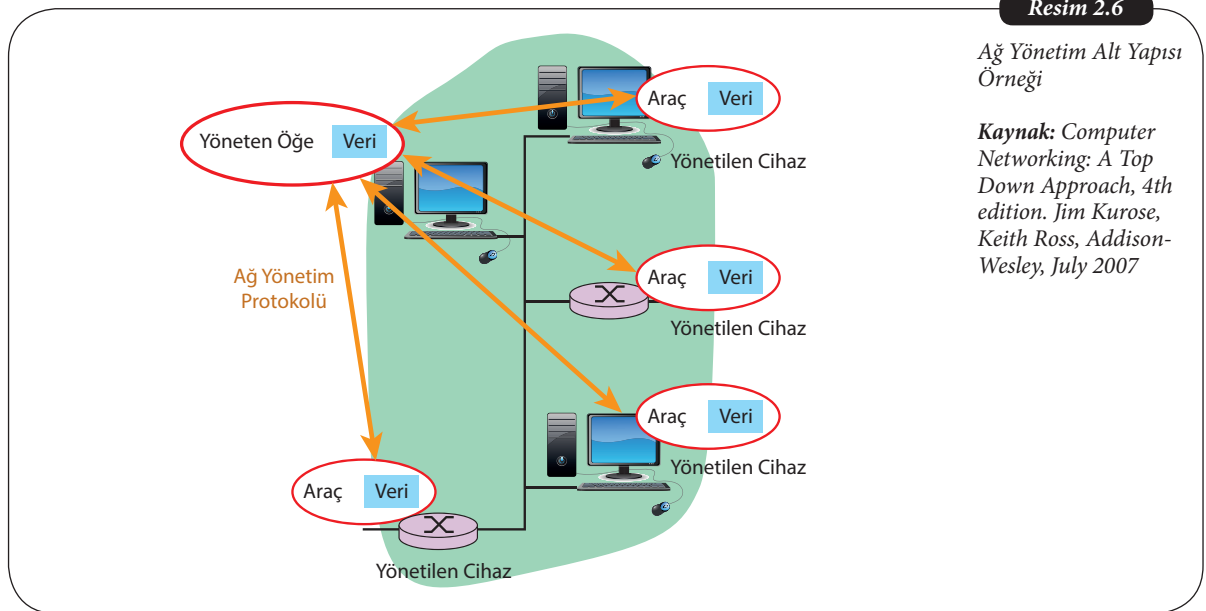 Resim 2.6
Ağ Yönetim Alt Yapısı
Örneği
Kaynak: Computer
Networking: A Top
Down Approach, 4th
edition. Jim Kurose,
Keith Ross, Addison-
Wesley, July 2007
Araç Veri
Yönetilen Cihaz
Yöneten Öğe Veri
Araç Veri
Yönetilen Cihaz
Ağ Yönetim
Protokolü
Araç Veri
Yönetilen Cihaz
Araç Veri
Yönetilen Cihaz